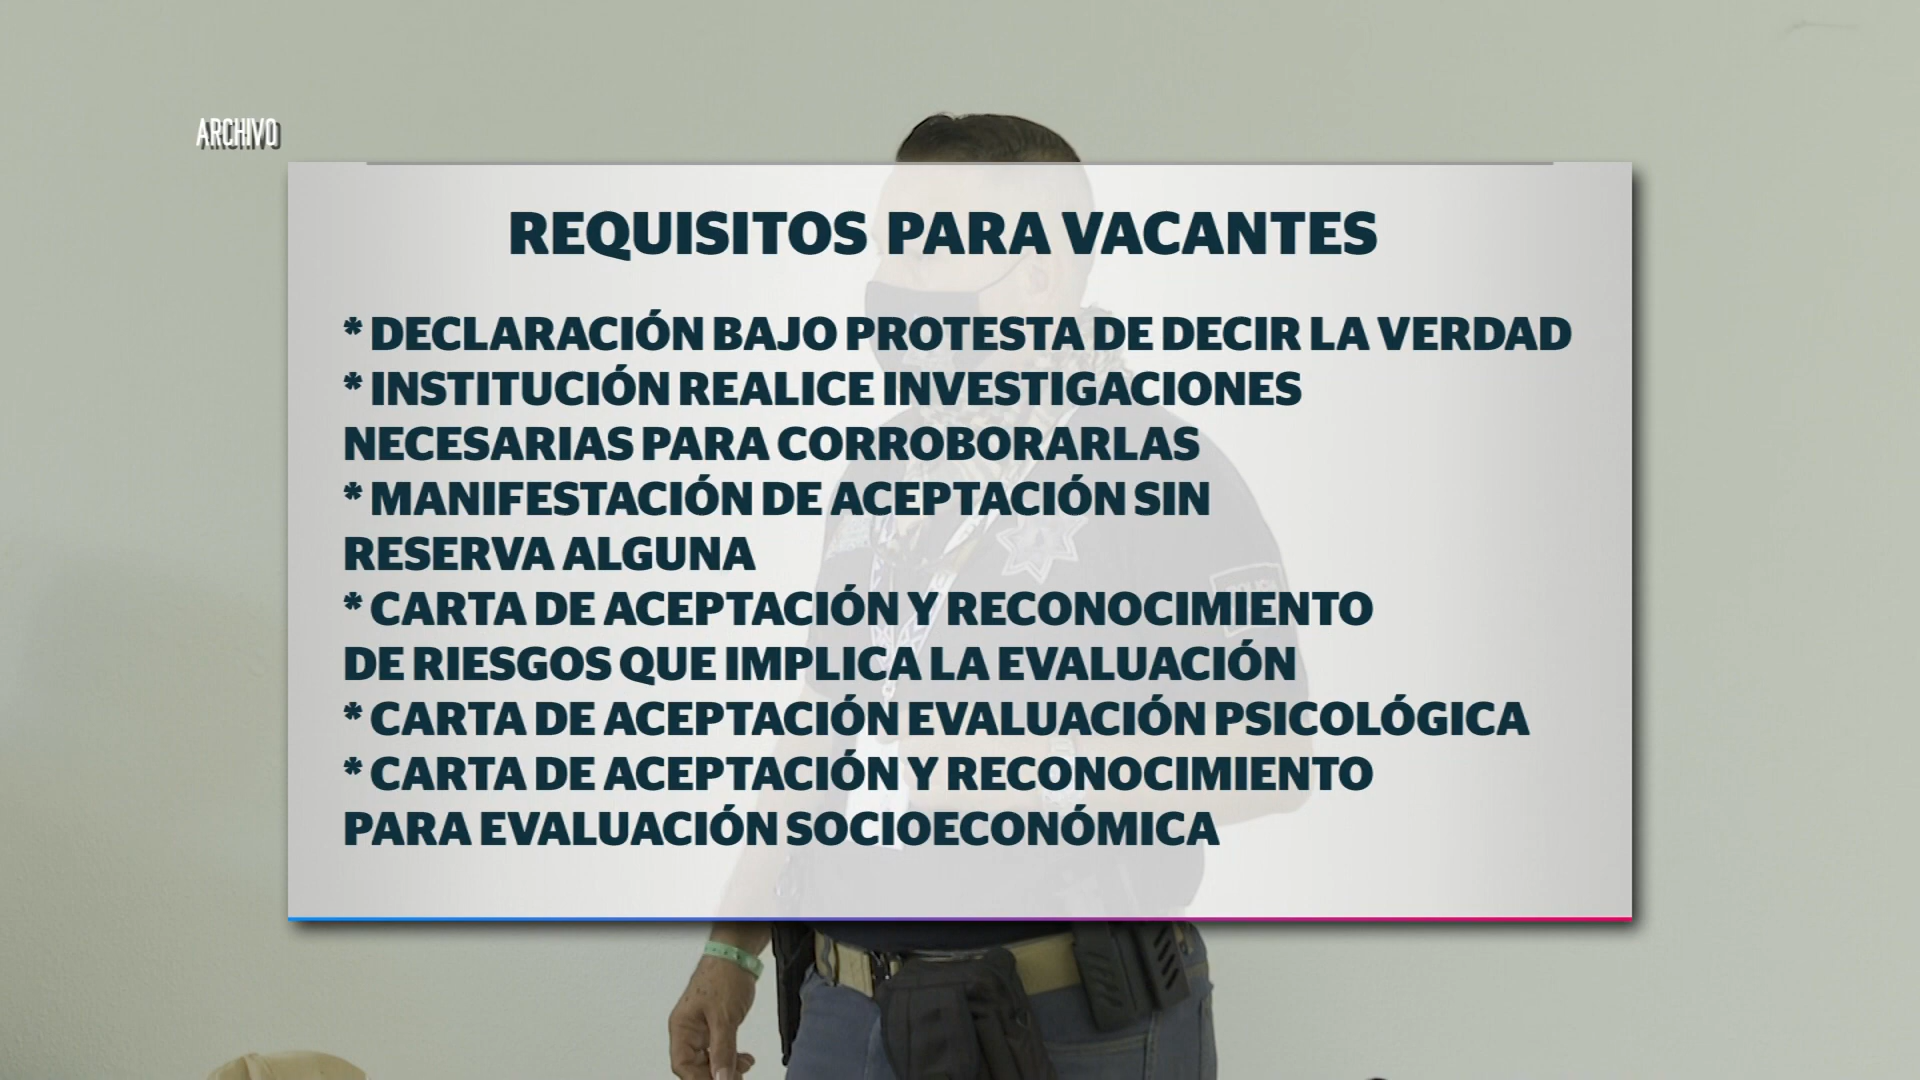 ARCHIVO
REQUISITOS PARA VACANTES
* DECLARACIÓN BAJO PROTESTA DE DECIR LA VERDAD
* INSTITUCIÓN REALICE INVESTIGACIONES
NECESARIAS PARA CORROBORARLAS
* MANIFESTACIÓN DE ACEPTACIÓN SIN
RESERVA ALGUNA
* CARTA DE ACEPTACIÓN Y RECONOCIMIENTO
DE RIESGOS QUE IMPLICA LA EVALUACIÓN
* CARTA DE ACEPTACIÓN EVALUACIÓN PSICOLÓGICA
* CARTA DE ACEPTACIÓN Y RECONOCIMIENTO
PARA EVALUACIÓN SOCIOECONÓMICA